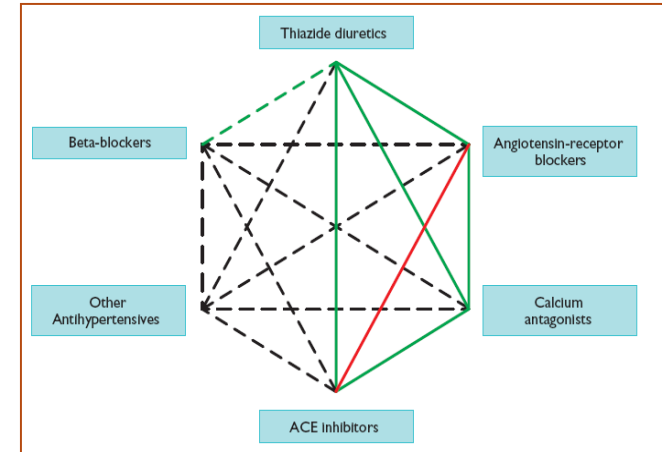 Thiazide diuretics
Beta-blockers
Angiotensin-receptor
blockers
Other
Antihypertensives
Calcium
antagonists
ACE inhibitors